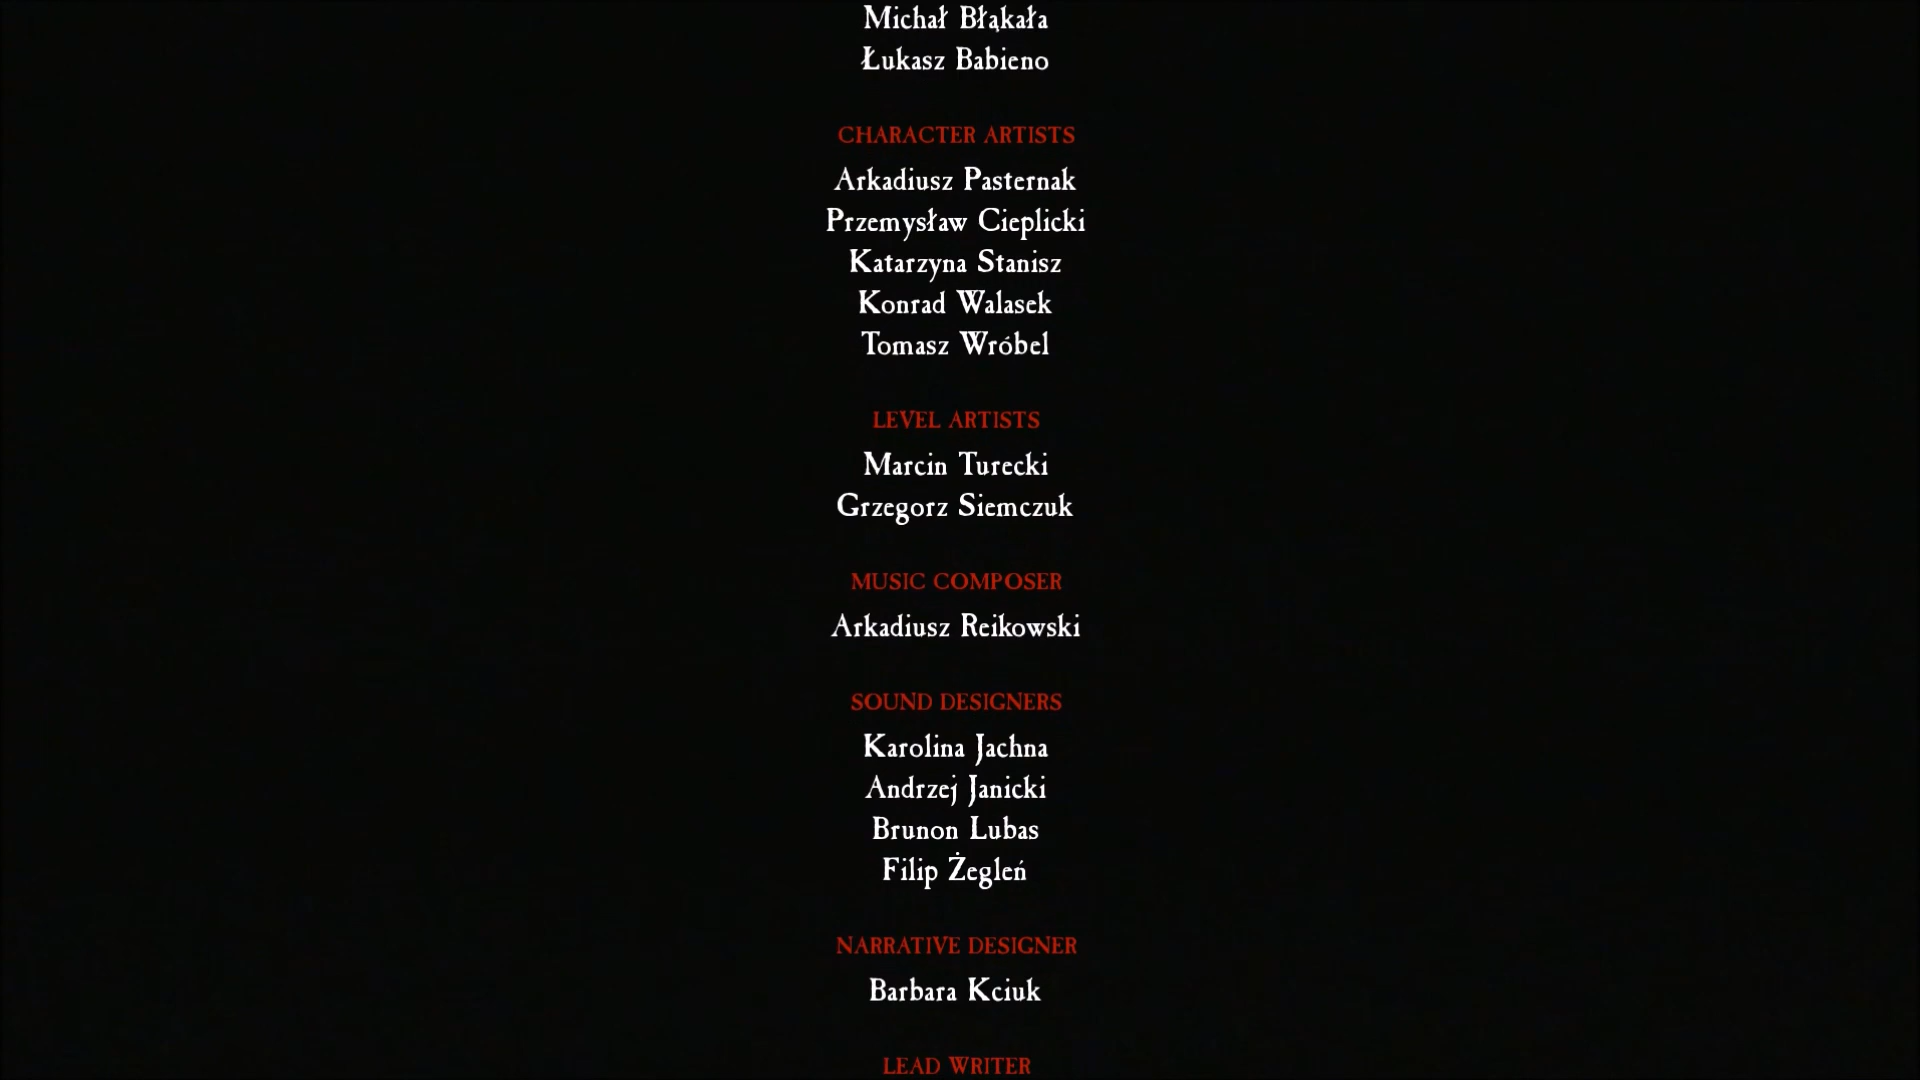 Michał Błąkała
Łukasz Babieno
CHARACTER ARTISTS
Arkadiusz Pasternak
Przemysław Cieplicki
Katarzyna Stanisz
Konrad Walasek
Tomasz Wróbel
LEVEL ARTISTS
Marcin Turecki
Grzegorz Siemczuk
MUSIC COMPOSER
Arkadiusz Reikowski
SOUND DESIGNERS
Karolina Jachna
Andrzej Janicki
Brunon Lubas
Filip Żegleń
NARRATIVE DESIGNER
Barbara Kciuk
LEAD WRITER